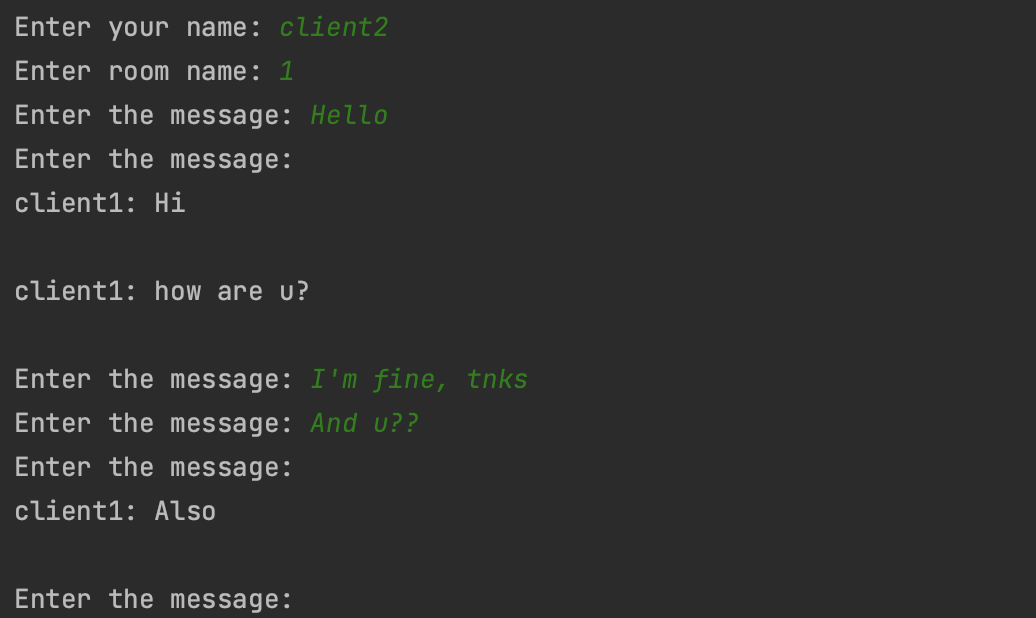 Enter your name: client2
Enter room name: 1
Enter the message: Hello
Enter the message:
client1: Hi
client1: how are u?
Enter the message: I'm fine, tnks
Enter the message: And u??
Enter the message:
client1: Also
Enter the message: